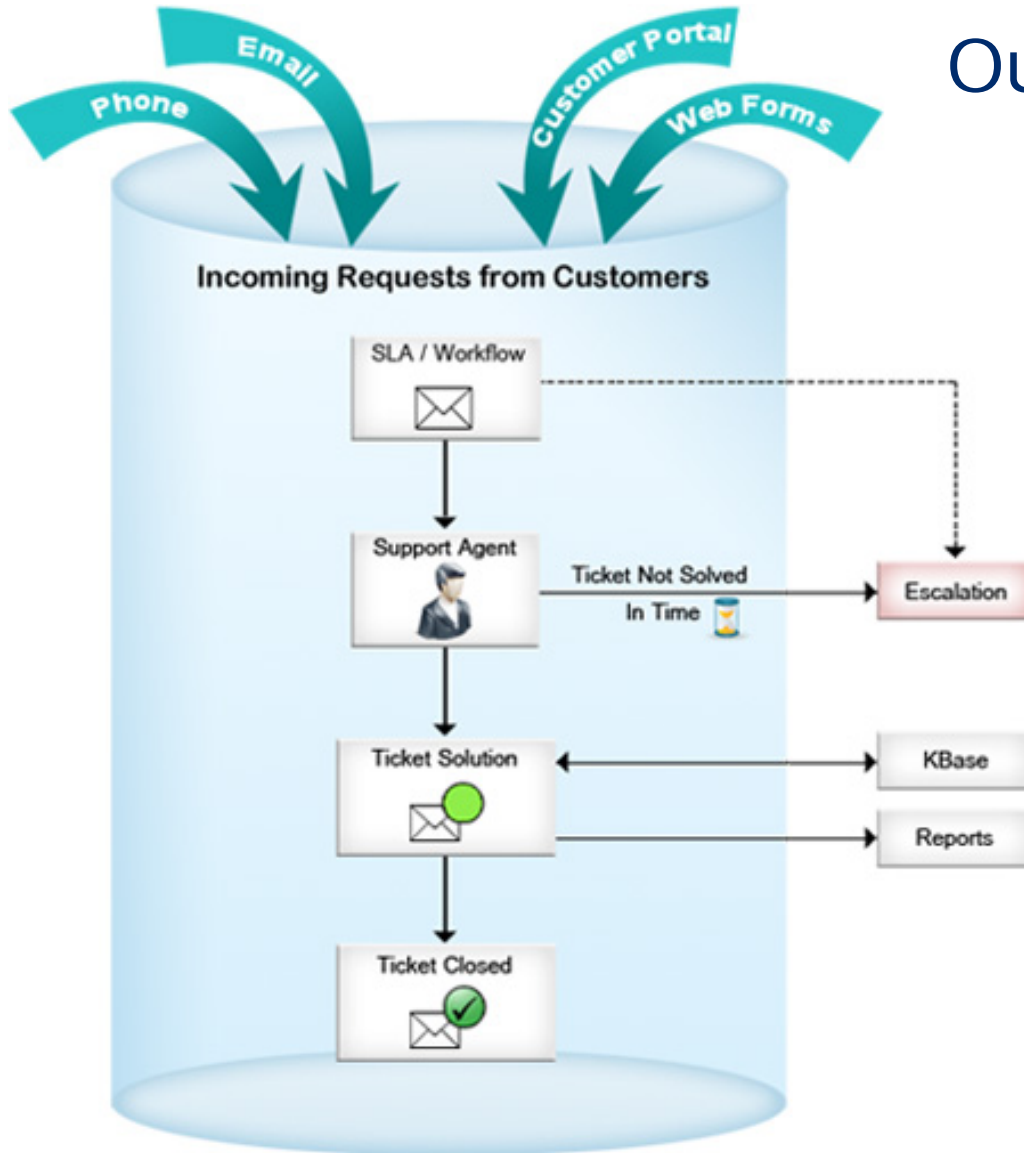 Ou
Email
Customer Portal
Phone
Web Forms
Incoming Requests from Customers
SLA / Workflow
Support Agent
Ticket Not Solved
In Time
Escalation
Ticket Solution
KBase
Reports
Ticket Closed